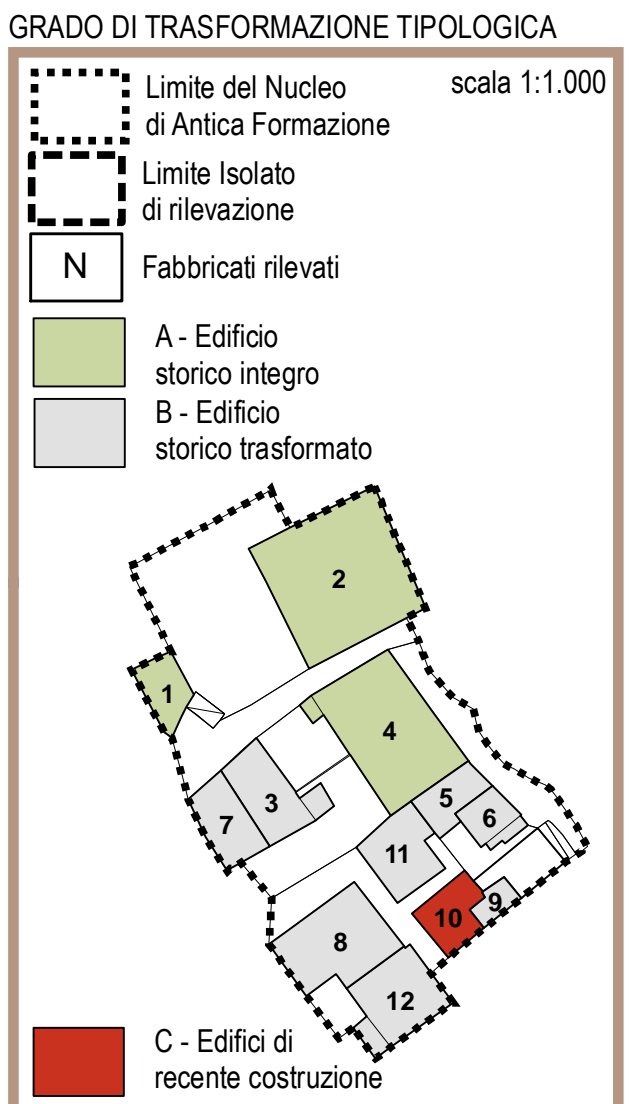 GRADO DI TRASFORMAZIONE TIPOLOGICA
Limite del Nucleo
di Antica Formazione
scala 1:1.000
Limite Isolato
di rilevazione
N
Fabbricati rilevati
A - Edificio
storico integro
B - Edificio
storico trasformato
2
1
4
3
5
7
6
11
9
10
8
12
C - Edifici di
recente costruzione